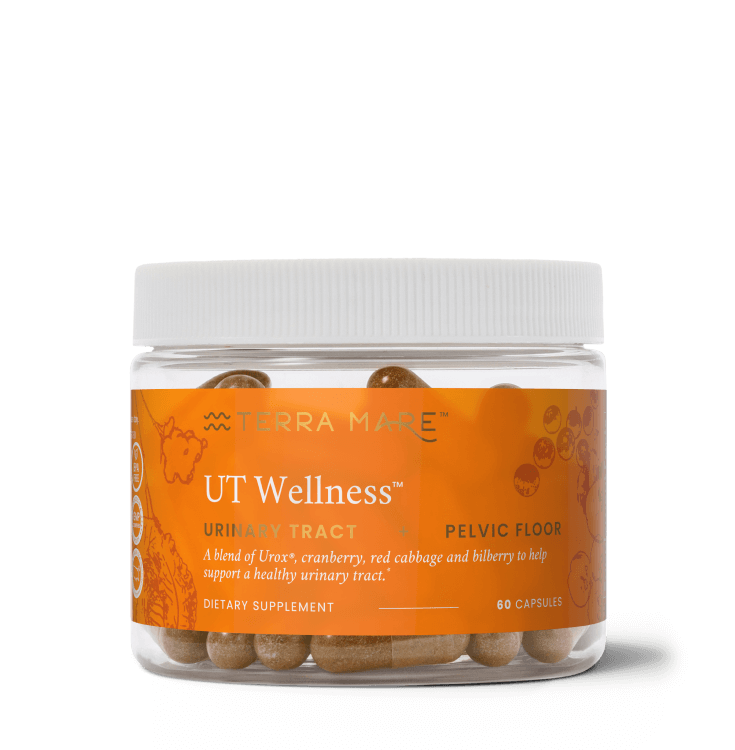 TERRA MARE™
UT Wellness™
URINARY TRACT + PELVIC FLOOR
A blend of Urox®, cranberry, red cabbage and bilberry to help
support a healthy urinary tract.*
DIETARY SUPPLEMENT 60 CAPSULES